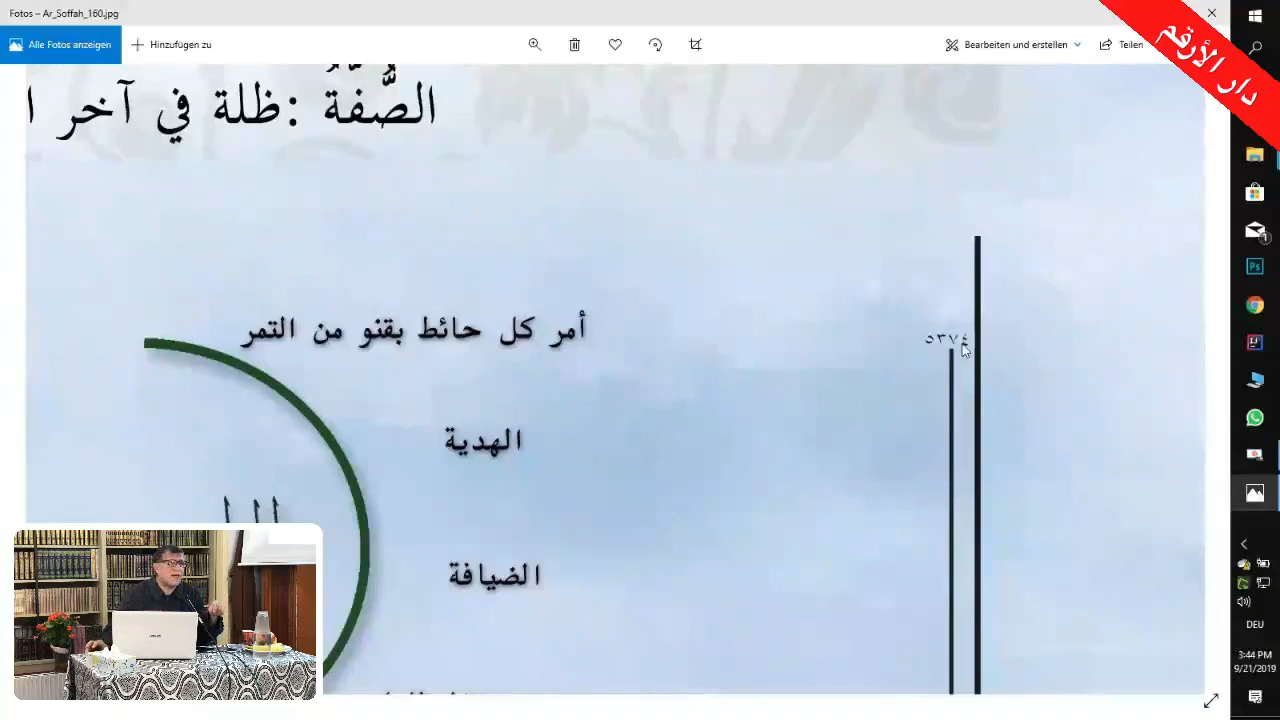 Fotos – Ar_Soffah_160.jpg
Alle Fotos anzeigen
Hinzufügen zu
Bearbeiten und erstellen
Teilen
دار الأرقم
الصُّفَّةُ :ظلة في آخر ا
٥٣٧٤
أمر كل حائط بقنو من التمر
الهدية
الضيافة
DEU
3:44 PM
9/21/2019